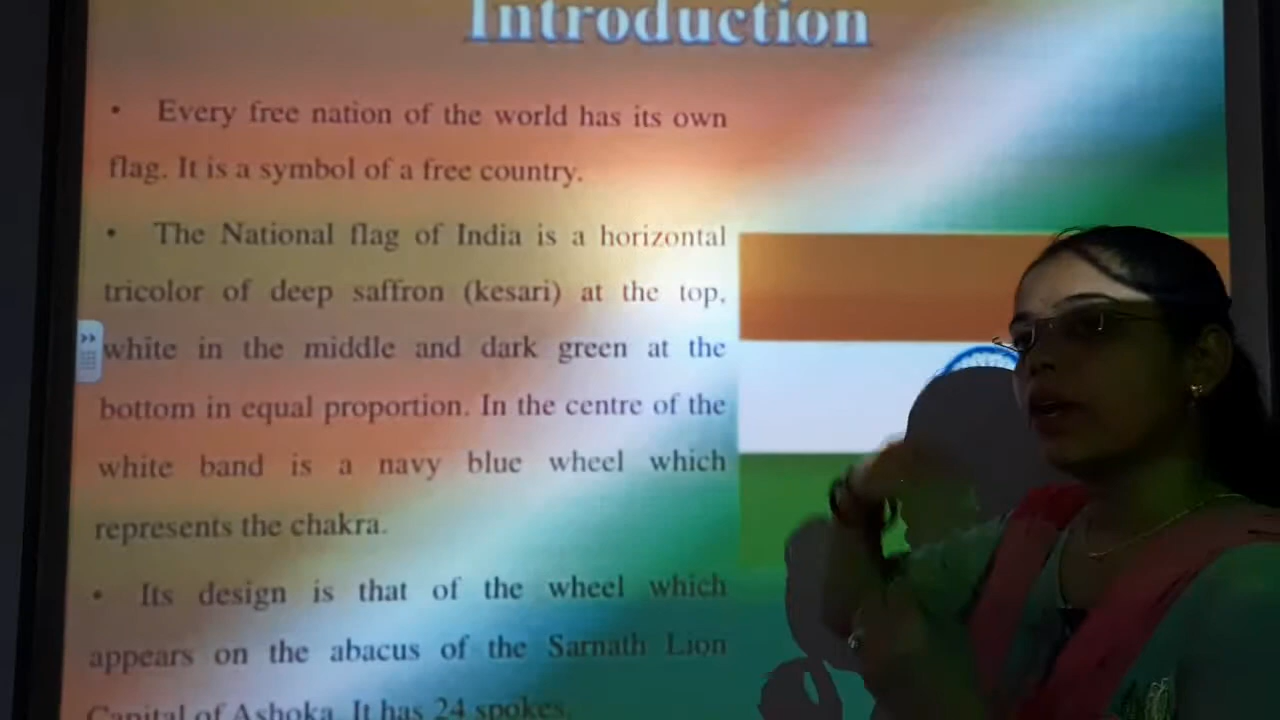 Introduction
• Every free nation of the world has its own
flag. It is a symbol of a free country.
• The National flag of India is a horizontal
tricolor of deep saffron (kesari) at the top,
white in the middle and dark green at the
bottom in equal proportion. In the centre of the
white band is a navy blue wheel which
represents the chakra.
• Its design is that of the wheel which
appears on the abacus of the Sarnath Lion
Capital of Ashoka. It has 24 spokes.